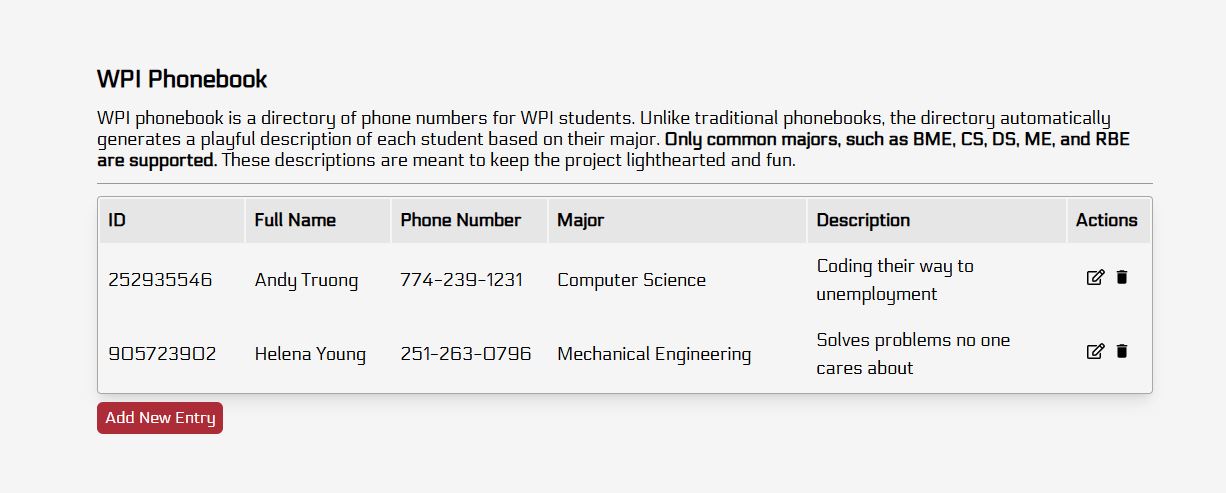 WPI Phonebook
WPI phonebook is a directory of phone numbers for WPI students. Unlike traditional phonebooks, the directory automatically
generates a playful description of each student based on their major. Only common majors, such as BME, CS, DS, ME, and RBE
are supported. These descriptions are meant to keep the project lighthearted and fun.
ID Full Name Phone Number Major Description Actions
252935546 Andy Truong 774-239-1231 Computer Science Coding their way to
unemployment
905723902 Helena Young 251-263-0796 Mechanical Engineering Solves problems no one
cares about
Add New Entry